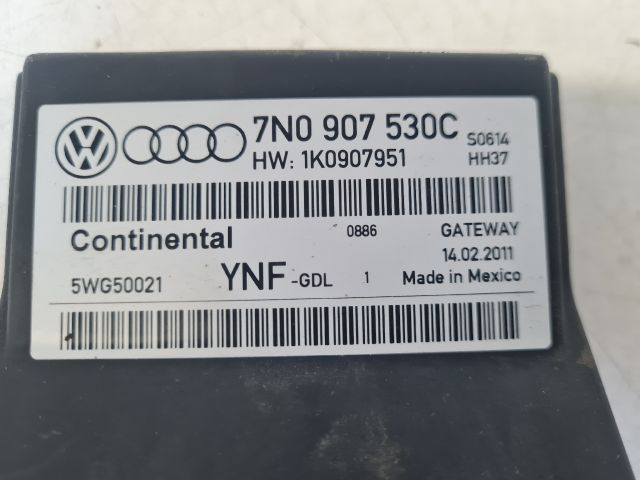 7N0 907 530C S0614
HW: 1K0907951 HH37
Continental 0886 GATEWAY
14.02.2011
5WG50021 YNF-GDL 1 Made in Mexico